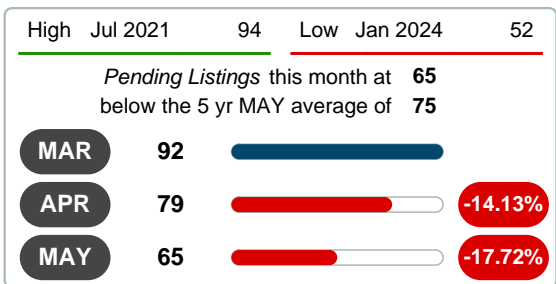 High Jul 2021 94 Low Jan 2024 52
Pending Listings this month at 65
below the 5 yr MAY average of 75
MAR 92
APR 79 -14.13%
MAY 65 -17.72%